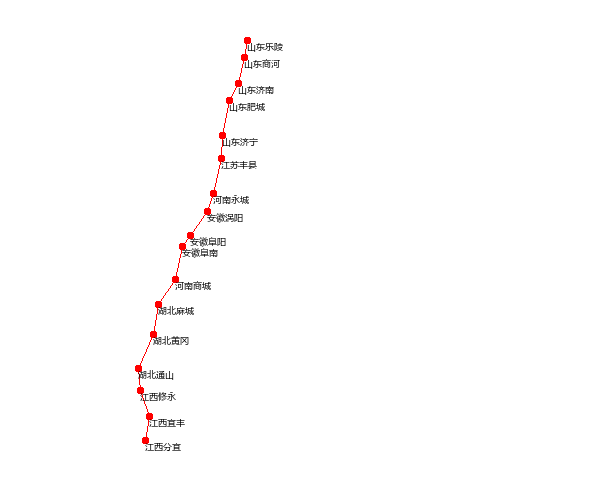 山东乐陵
山东商河
山东济南
山东肥城
山东济宁
江苏丰县
河南永城
安徽涡阳
安徽阜阳
安徽阜南
河南商城
湖北麻城
湖北黄冈
湖北通山
江西修永
江西宜丰
江西分宜